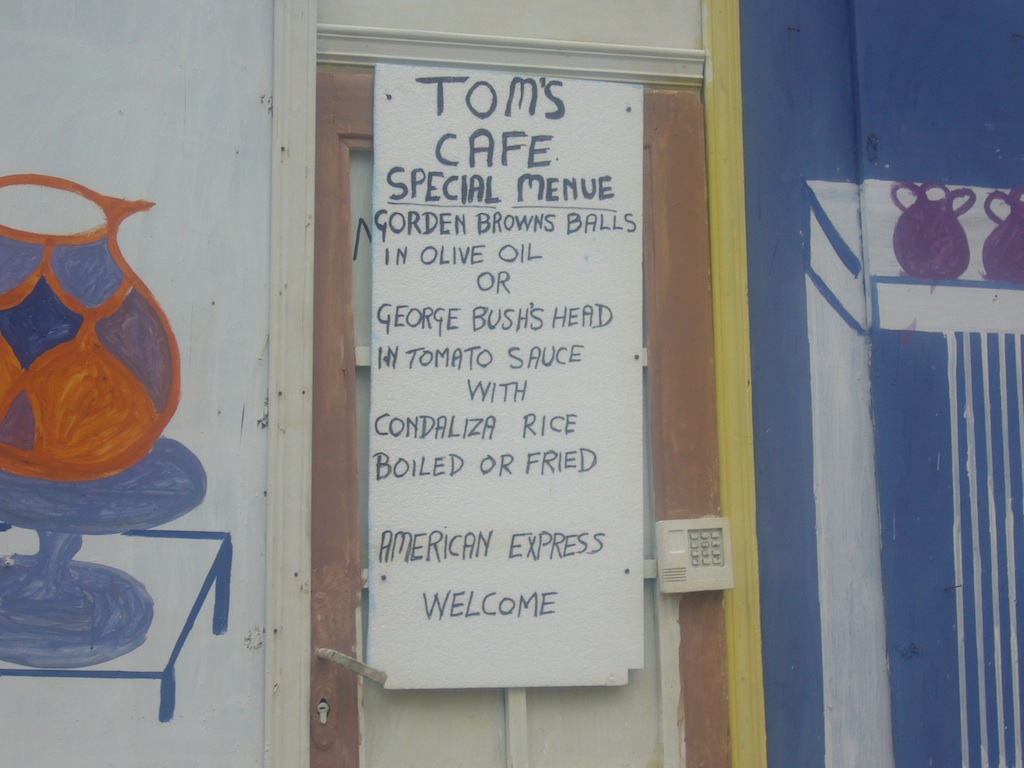 TOM'S
CAFE.
SPECIAL MENUE
GORDEN BROWNS BALLS
IN OLIVE OIL
OR
GEORGE BUSH'S HEAD
IN TOMATO SAUCE
WITH
CONDALIZA RICE
BOILED OR FRIED
AMERICAN EXPRESS
WELCOME